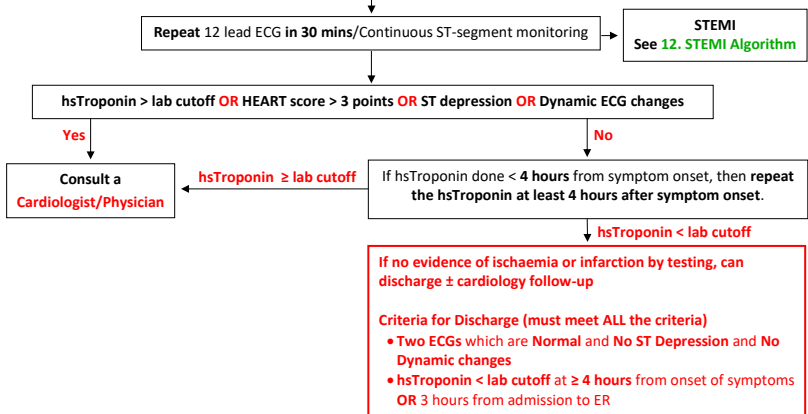 Repeat 12 lead ECG in 30 mins/Continuous ST-segment monitoring
STEMI
See 12. STEMI Algorithm
hsTroponin > lab cutoff OR HEART score > 3 points OR ST depression OR Dynamic ECG changes
Yes
No
Consult a
Cardiologist/Physician
hsTroponin ≥ lab cutoff
If hsTroponin done < 4 hours from symptom onset, then repeat
the hsTroponin at least 4 hours after symptom onset.
hsTroponin < lab cutoff
If no evidence of ischaemia or infarction by testing, can
discharge ± cardiology follow-up
Criteria for Discharge (must meet ALL the criteria)
• Two ECGs which are Normal and No ST Depression and No
Dynamic changes
• hsTroponin < lab cutoff at ≥ 4 hours from onset of symptoms
OR 3 hours from admission to ER